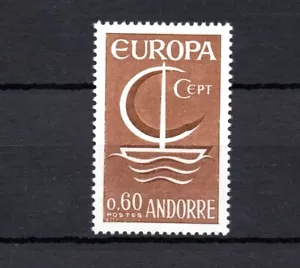 EUROPA
CEPT
0.60 ANDORRE
POSTES